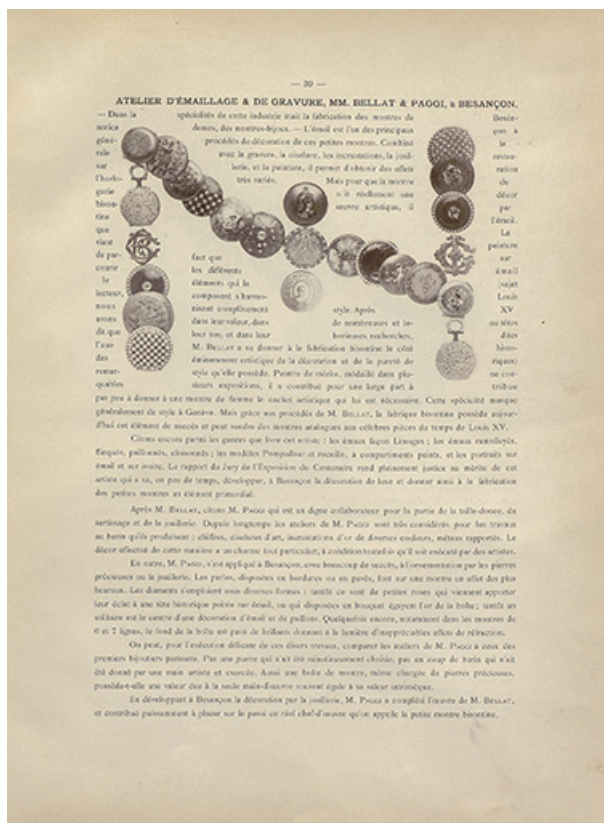 — 39 —
ATELIER D'ÉMAILLAGE & DE GRAVURE, MM. BELLAT & PAGGI, à BESANÇON.
— Dans la
notice
géné-
rale
sur
l'horlo-
gerie
bison-
tine
que
vient
de par-
courir
le
lecteur,
nous
avons
dit que
l'une
des
remar-
quables
spécialités de cette industrie était la fabrication des montres de
dames, des montres-bijoux. — L'émail est l'un des principaux
procédés de décoration de ces petites montres. Combiné
avec la gravure, la ciselure, les incrustations, la joail-
lerie, et la peinture, il permet d'obtenir des effets
très variés. Mais pour que la montre
soit réellement une
œuvre artistique, il
faut que
les différents
éléments qui la
composent s'harmo-
nisent complètement
dans leur valeur, dans
leur ton, et dans leur
style. Après
de nombreuses et la-
borieuses recherches,
M. BELLAT a su donner à la fabrication bisontine le côté
éminemment artistique de la décoration et de la pureté de
style qu'elle possède. Peintre de mérite, médaillé dans plu-
sieurs expositions, il a contribué pour une large part à
Besan-
çon à
la
restau-
ration
du
décor
par
l'émail.
La
peinture
sur
émail
(sujet
Louis
XV
ou têtes
dites
histo-
riques)
ne con-
tribue
pas peu à donner à une montre de femme le cachet artistique qui lui est nécessaire. Cette spécialité manque
généralement de style à Genève. Mais grâce aux procédés de M. BELLAT, la fabrique bisontine possède aujour-
d'hui cet élément de succès et peut vendre des montres analogues aux célèbres pièces du temps de Louis XV.
Citons encore parmi les genres que livre cet artiste : les émaux façon Limoges ; les émaux
flinqués, paillonnés, cloisonnés ; les modèles Pompadour et rocaille, à compartiments peints, et les portraits sur
émail et sur ivoire. Le rapport du Jury de l'Exposition du Centenaire rend pleinement justice au mérite de cet
artiste qui a su, en peu de temps, développer, à Besançon la décoration de luxe et donner ainsi à la fabrication
des petites montres un élément primordial.
Après M. BELLAT, citons M. PAGGI qui est un digne collaborateur pour la partie de la taille-douce, du
sertissage et de la joaillerie. Depuis longtemps les ateliers de M. PAGGI sont très considérés pour les travaux
au burin qu'ils produisent : chiffres, ciselures d'art, incrustations d'or de diverses couleurs, métaux rapportés. Le
décor effectué de cette manière a un charme tout particulier, à condition toutefois qu'il soit exécuté par des artistes.
En outre, M. PAGGI, s'est appliqué à Besançon, avec beaucoup de succès, à l'ornementation par les pierres
précieuses ou la joaillerie. Les perles, disposées en bordures ou en pavés, font sur une montre un effet des plus
heureux. Les diamants s'emploient sous diverses formes : tantôt ce sont de petites roses qui viennent apporter
leur éclat à une tête historique peinte sur émail, ou qui disposées en bouquet égayent l'or de la boîte ; tantôt un
solitaire est le centre d'une décoration d'émail et de paillons. Quelquefois encore, notamment dans les montres de
6 et 7 lignes, le fond de la boîte est pavé de brillants donnant à la lumière d'inappréciables effets de réfraction.
On peut, pour l'exécution délicate de ces divers travaux, comparer les ateliers de M. PAGGI à ceux des
premiers bijoutiers parisiens. Pas une pierre qui n'ait été minutieusement choisie, pas un coup de burin qui n'ait
été donné par une main artiste et exercée. Aussi une boîte de montre, même chargée de pierres précieuses,
possède-t-elle une valeur due à la seule main-d'œuvre souvent égale à sa valeur intrinsèque.
En développant à Besançon la décoration par la joaillerie, M. PAGGI a complété l'œuvre de M. BELLAT,
et contribué puissamment à placer sur le pavoi ce réel chef-d'œuvre qu'on appelle la petite montre bisontine.